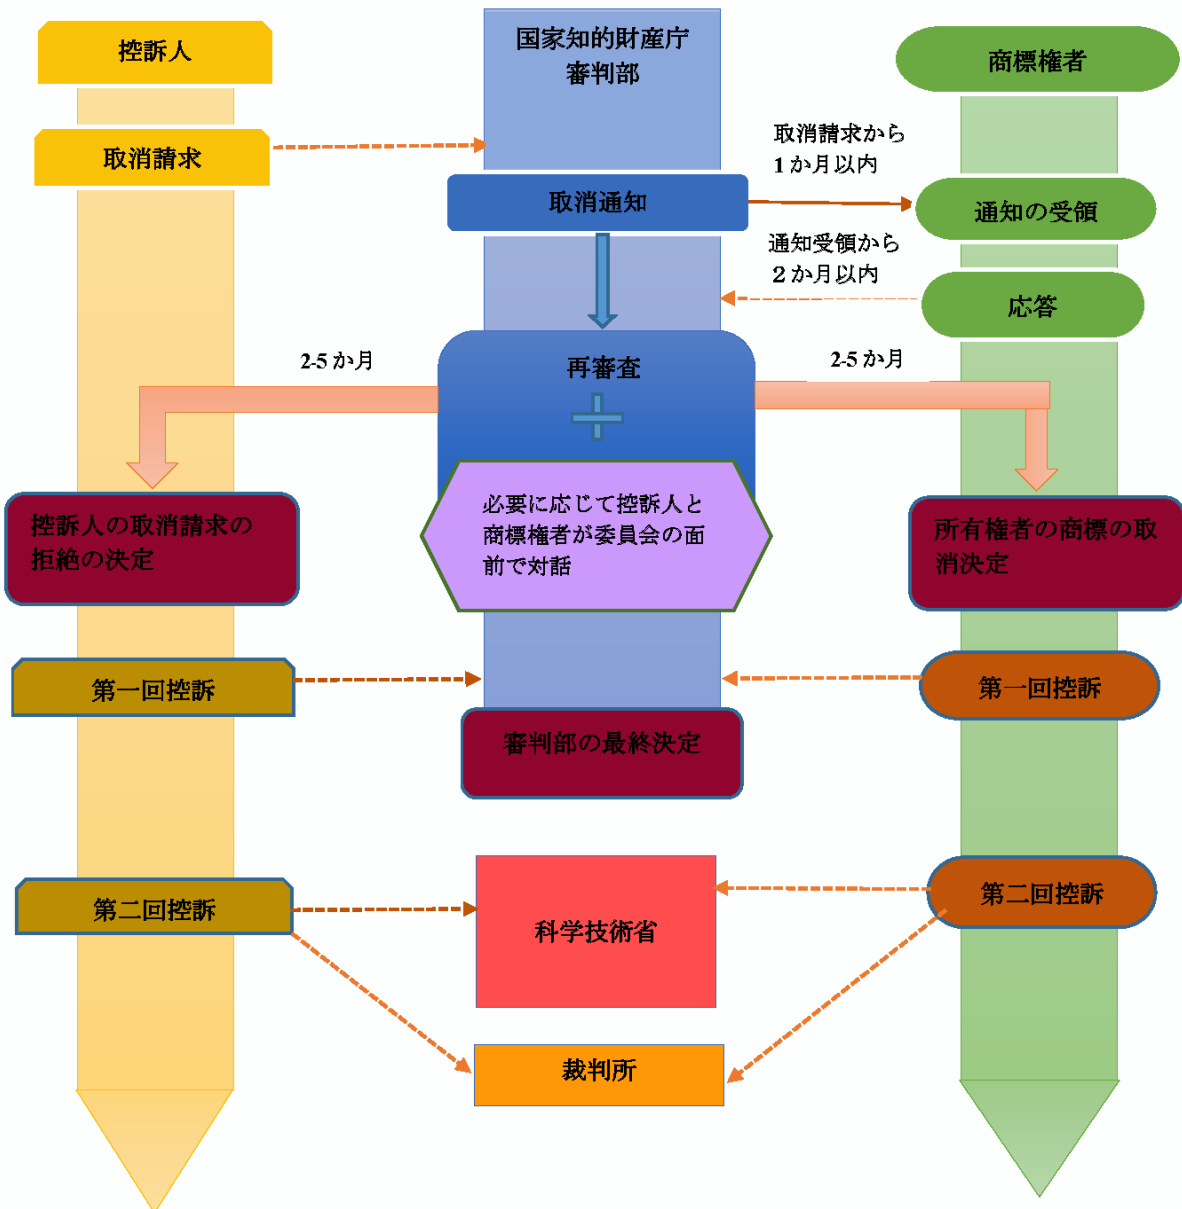 控訴人
国家知的財産庁
審判部
商標権者
取消請求
取消請求から
1 か月以内
取消通知
通知の受領
通知受領から
２か月以内
応答
2-5 か月
再審査
2-5 か月
控訴人の取消請求の
拒絶の決定
必要に応じて控訴人と
商標権者が委員会の面
前で対話
所有権者の商標の取
消決定
第一回控訴
第一回控訴
審判部の最終決定
第二回控訴
科学技術省
第二回控訴
裁判所